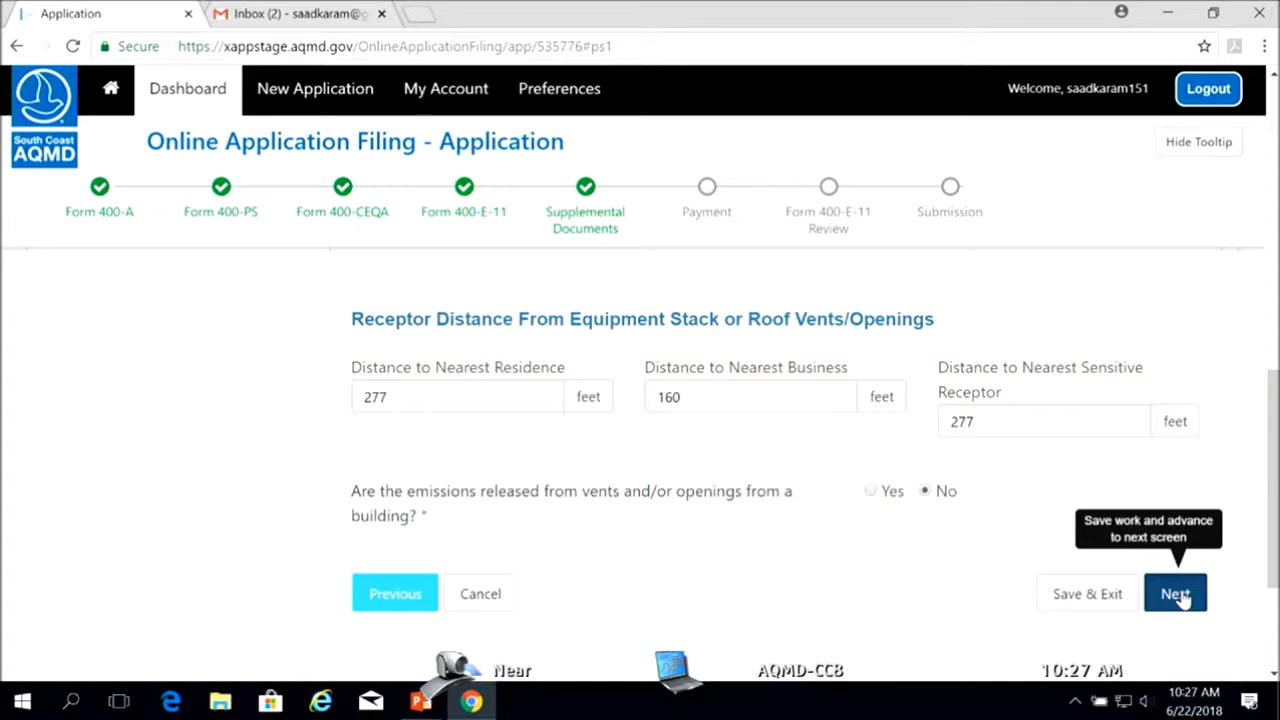 Application
Inbox (2) - saadkaram@g
Secure
https://xappstage.aqmd.gov/OnlineApplicationFiling/app/535776#ps1
South Coast
AQMD
Dashboard
New Application
My Account
Preferences
Welcome, saadkaram151
Logout
Online Application Filing - Application
Hide Tooltip
Form 400-A
Form 400-PS
Form 400-CEQA
Form 400-E-11
Supplemental
Documents
Payment
Form 400-E-11
Review
Submission
Receptor Distance From Equipment Stack or Roof Vents/Openings
Distance to Nearest Residence
277
feet
Distance to Nearest Business
160
feet
Distance to Nearest Sensitive
Receptor
277
feet
Are the emissions released from vents and/or openings from a
building? *
Yes
No
Save work and advance
to next screen
Previous
Cancel
Save & Exit
Next
Near
AQMD-CC8
10:27 AM
10:27 AM
6/22/2018